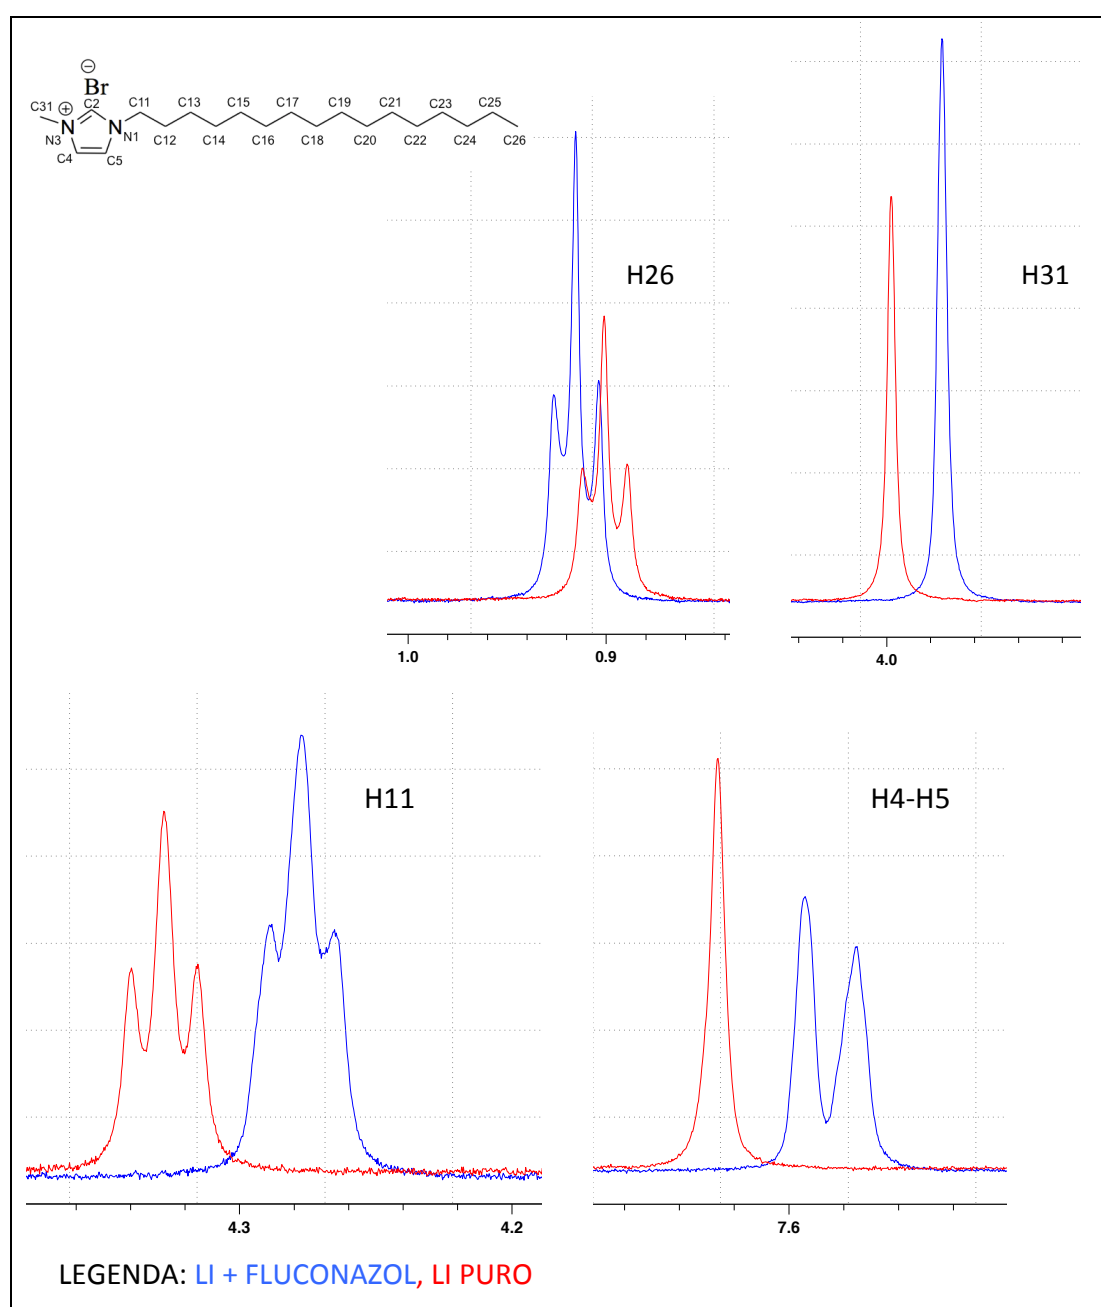 ⊖
Br
C31 C2 C11 C13 C15 C17 C19 C21 C23 C25
⊕
N3 N N N1 C12 C14 C16 C18 C20 C22 C24 C26
C4 C5
H26
H31
1.0 0.9
4.0
H11
H4-H5
4.3 4.2
7.6
LEGENDA: LI + FLUCONAZOL, LI PURO